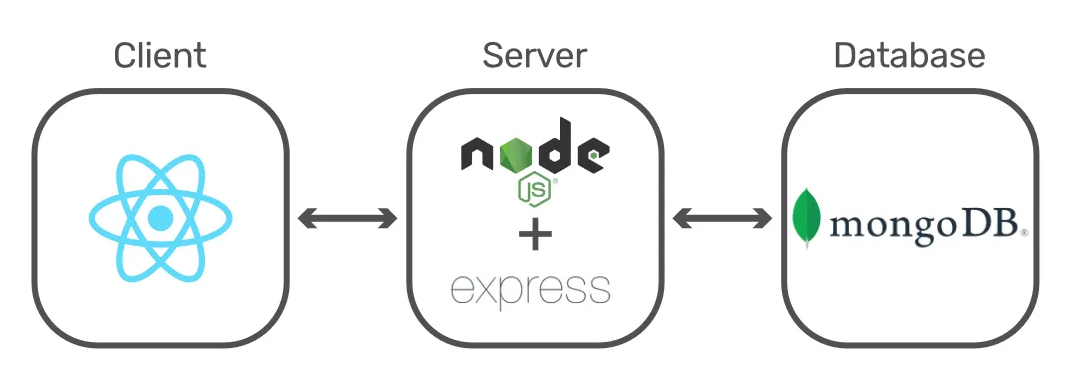 Client
Server
Database
node
JS®
+
express
mongoDB®